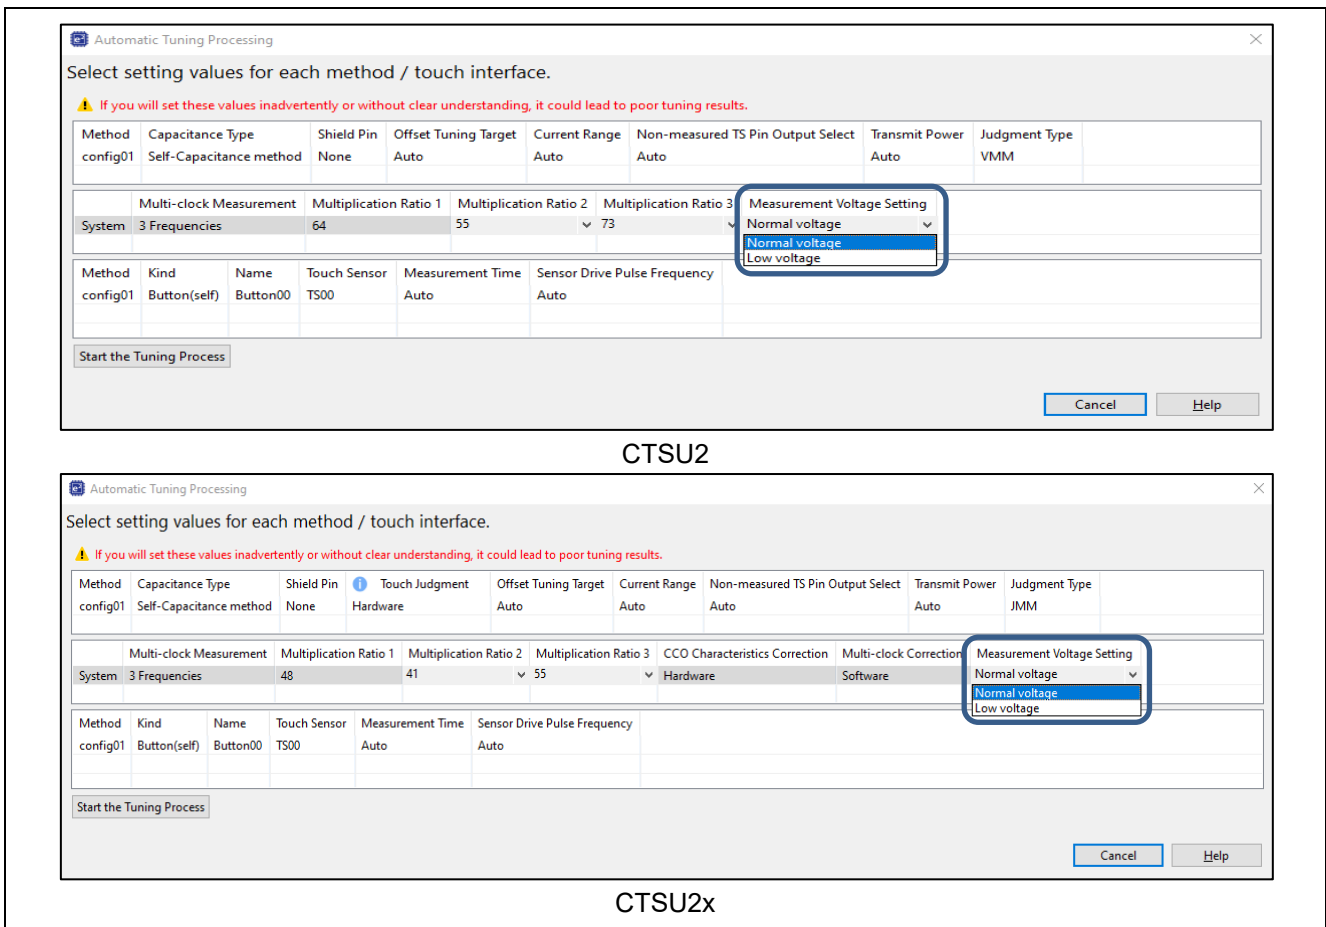 Automatic Tuning Processing
Select setting values for each method / touch interface.
If you will set these values inadvertently or without clear understanding, it could lead to poor tuning results.
Method Capacitance Type Shield Pin Offset Tuning Target Current Range Non-measured TS Pin Output Select Transmit Power Judgment Type
config01 Self-Capacitance method None Auto Auto Auto Auto VMM
Multi-clock Measurement Multiplication Ratio 1 Multiplication Ratio 2 Multiplication Ratio 3 Measurement Voltage Setting
System 3 Frequencies 64 55 73 Normal voltage
Normal voltage
Low voltage
Method Kind Name Touch Sensor Measurement Time Sensor Drive Pulse Frequency
config01 Button(self) Button00 TS00 Auto Auto
Start the Tuning Process
Cancel Help
CTSU2
Automatic Tuning Processing
Select setting values for each method / touch interface.
If you will set these values inadvertently or without clear understanding, it could lead to poor tuning results.
Method Capacitance Type Shield Pin Touch Judgment Offset Tuning Target Current Range Non-measured TS Pin Output Select Transmit Power Judgment Type
config01 Self-Capacitance method None Hardware Auto Auto Auto Auto JMM
Multi-clock Measurement Multiplication Ratio 1 Multiplication Ratio 2 Multiplication Ratio 3 CCO Characteristics Correction Multi-clock Correction Measurement Voltage Setting
System 3 Frequencies 48 41 55 Hardware Software Normal voltage
Normal voltage
Low voltage
Method Kind Name Touch Sensor Measurement Time Sensor Drive Pulse Frequency
config01 Button(self) Button00 TS00 Auto Auto
Start the Tuning Process
Cancel Help
CTSU2x